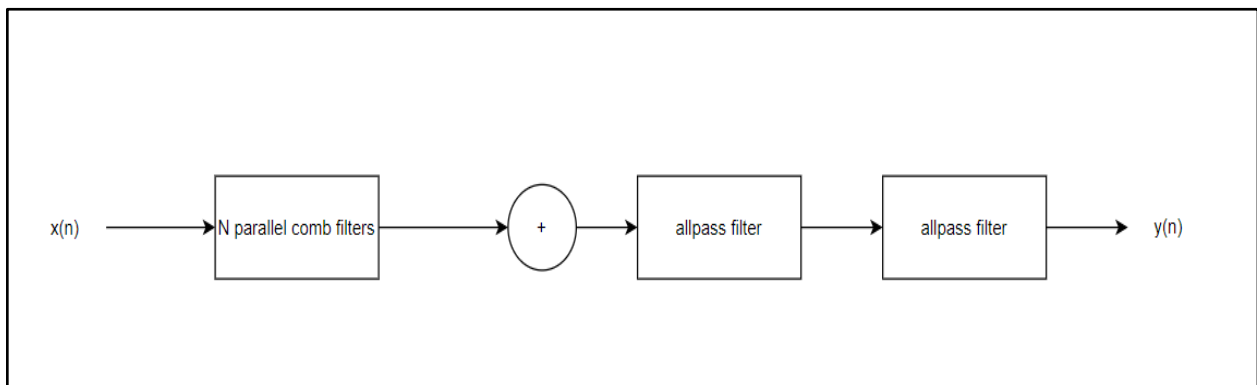 x(n)
N parallel comb filters
+
allpass filter
allpass filter
y(n)